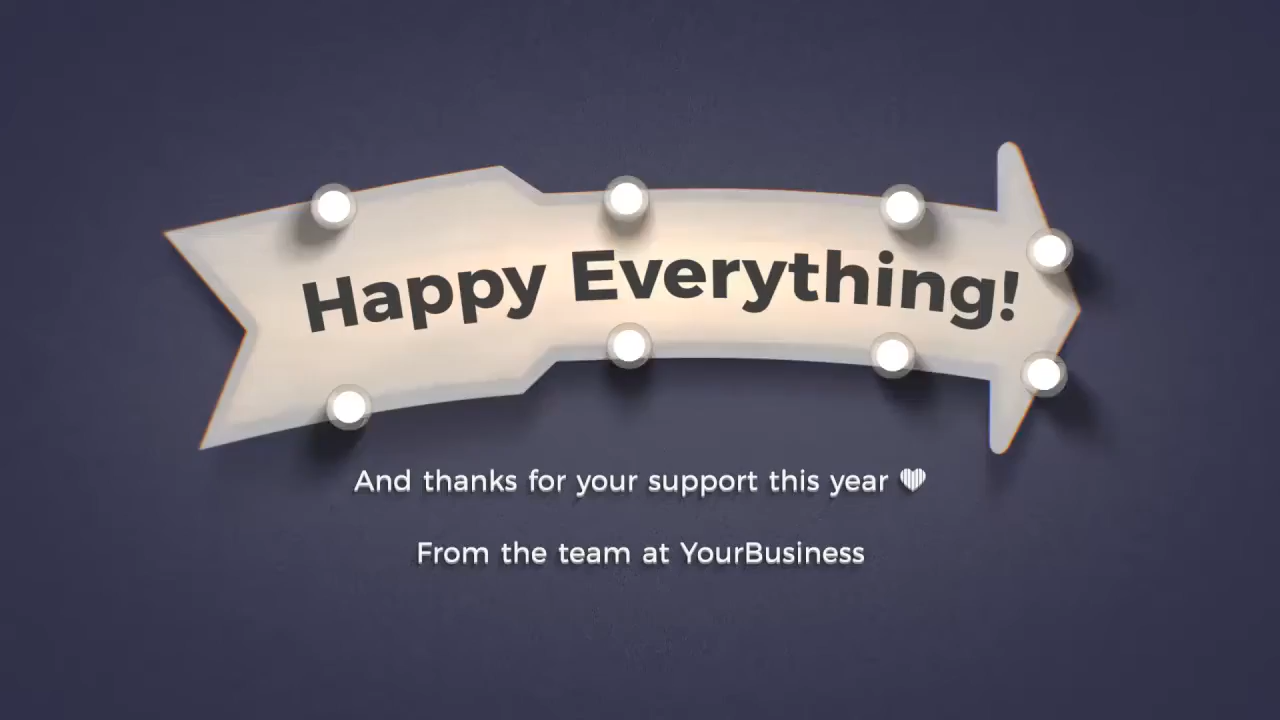 Happy Everything!
And thanks for your support this year ♥
From the team at YourBusiness